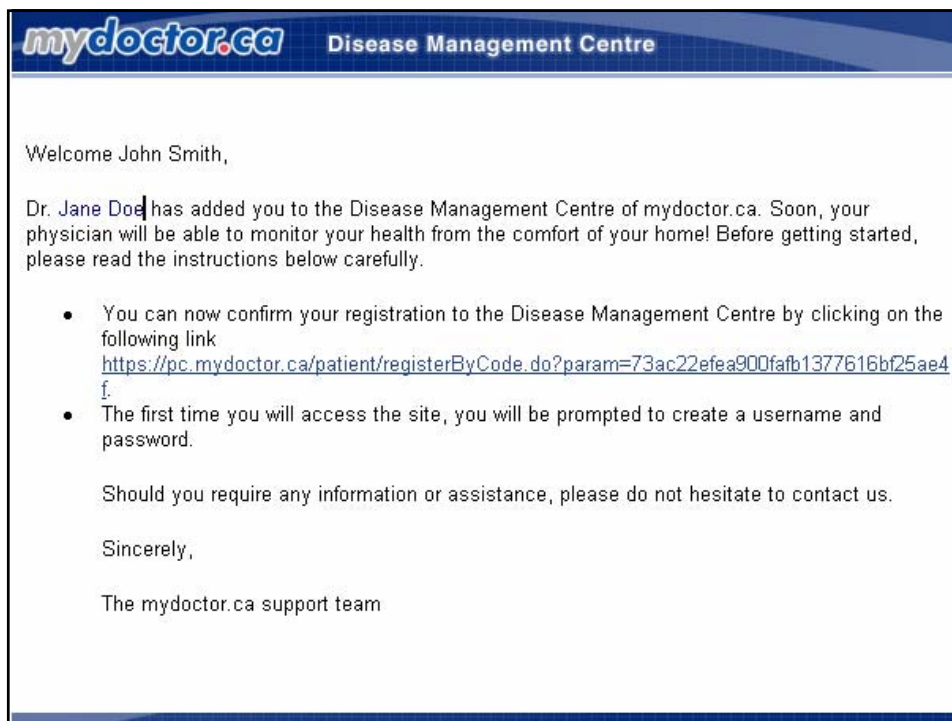 mydoctor.ca Disease Management Centre
Welcome John Smith,
Dr. Jane Doe has added you to the Disease Management Centre of mydoctor.ca. Soon, your
physician will be able to monitor your health from the comfort of your home! Before getting started,
please read the instructions below carefully.
• You can now confirm your registration to the Disease Management Centre by clicking on the
following link
https://pc.mydoctor.ca/patient/registerByCode.do?param=73ac22efea900fafb1377616bf25ae4
f.
• The first time you will access the site, you will be prompted to create a username and
password.
Should you require any information or assistance, please do not hesitate to contact us.
Sincerely,
The mydoctor.ca support team